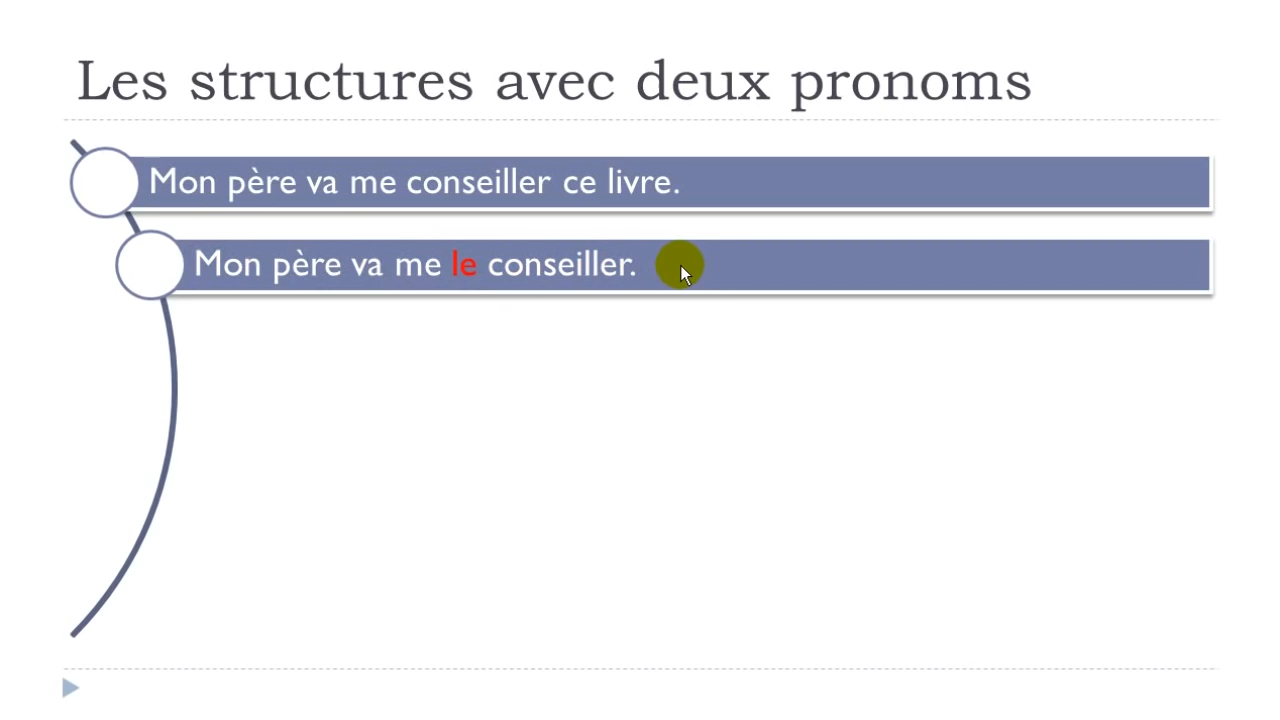 Les structures avec deux pronoms
Mon père va me conseiller ce livre.
Mon père va me le conseiller.